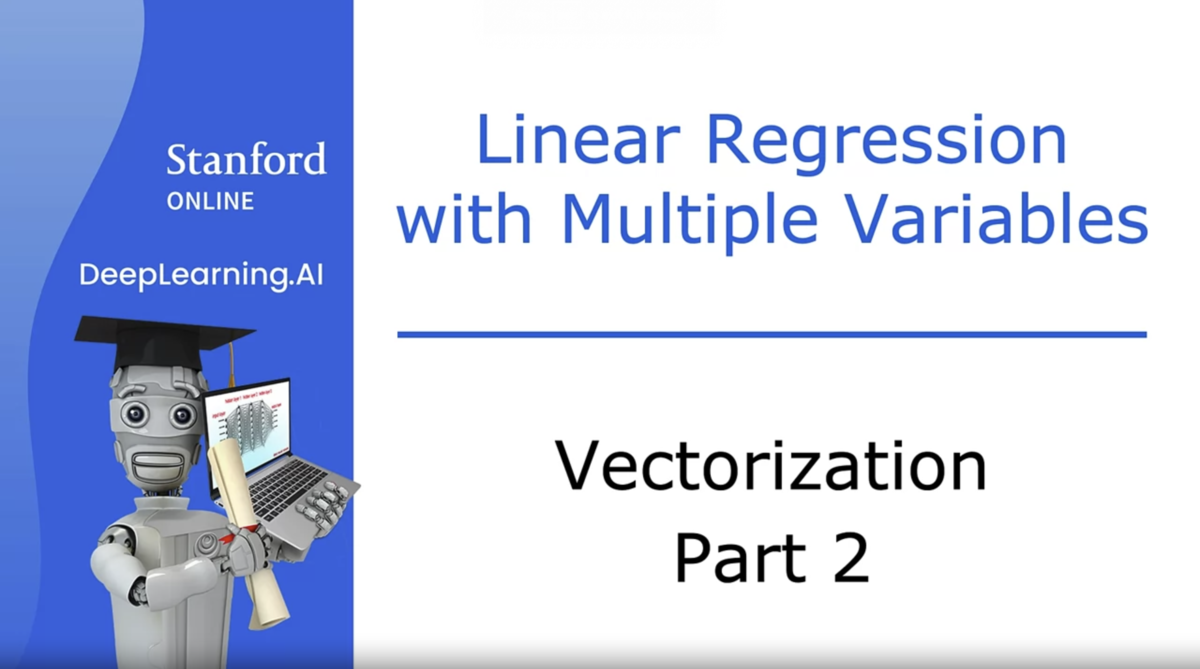 Stanford
ONLINE
DeepLearning.AI
Linear Regression
with Multiple Variables
Vectorization
Part 2